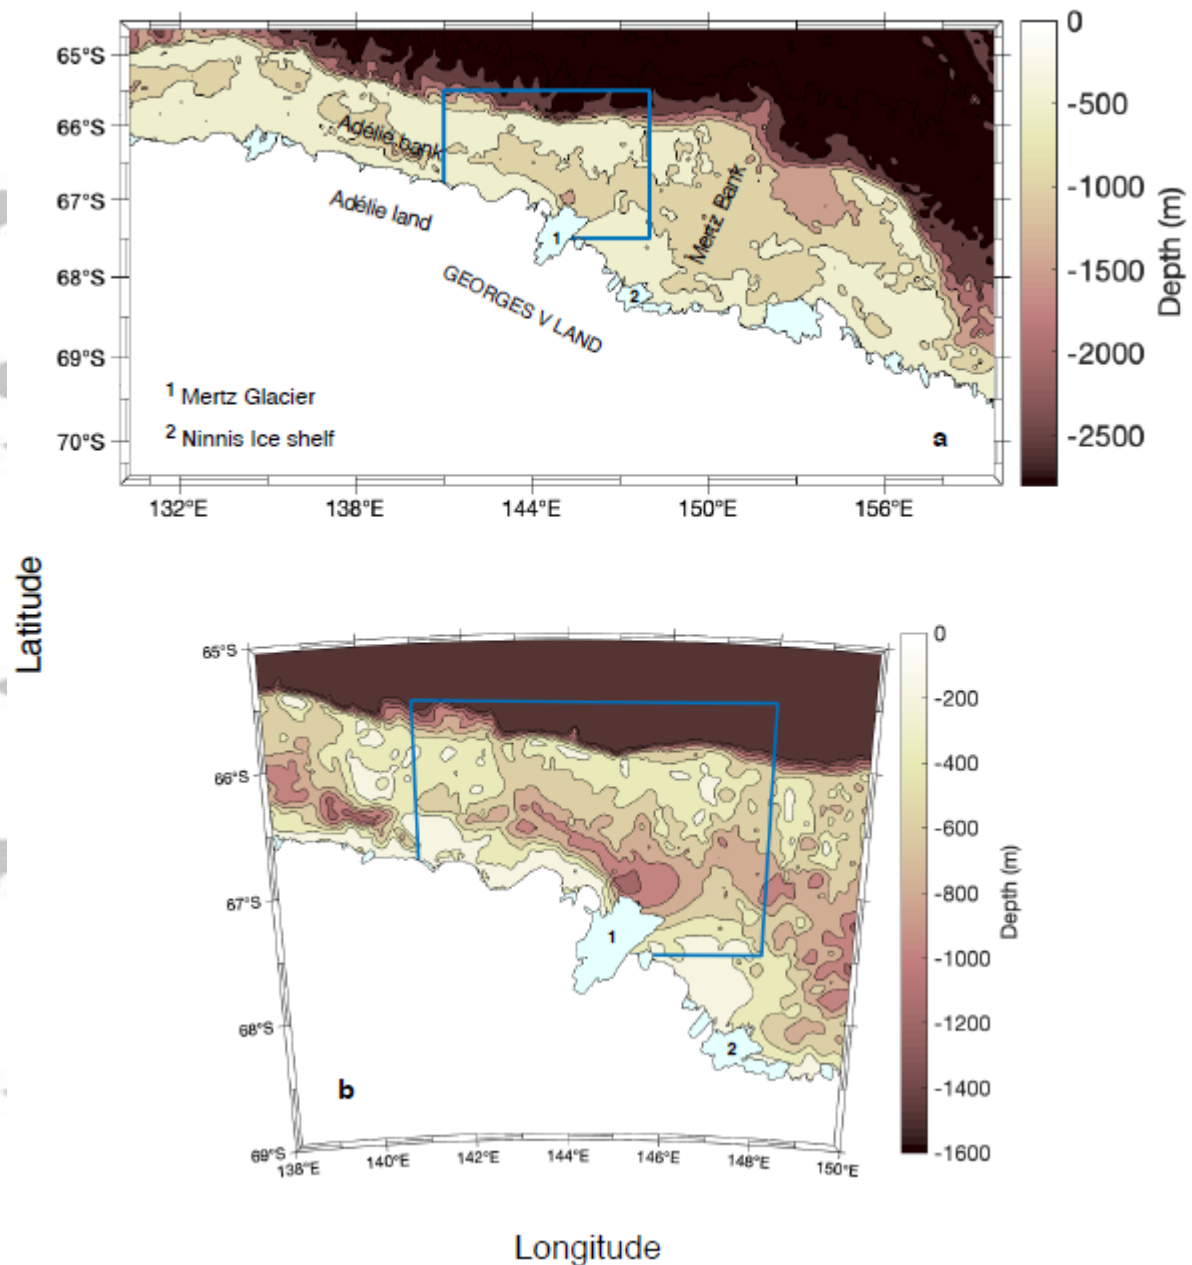 65°S
66°S
67°S
68°S
69°S
70°S
132°E
138°E
144°E
150°E
156°E
Adélie bank
Adélie land
GEORGES V LAND
Mertz Bank
1
2
1 Mertz Glacier
2 Ninnis Ice shelf
a
0
-500
-1000
-1500
-2000
-2500
Depth (m)
Latitude
65°S
66°S
67°S
68°S
69°S
138°E
140°E
142°E
144°E
146°E
148°E
150°E
1
2
b
0
-200
-400
-600
-800
-1000
-1200
-1400
-1600
Depth (m)
Longitude